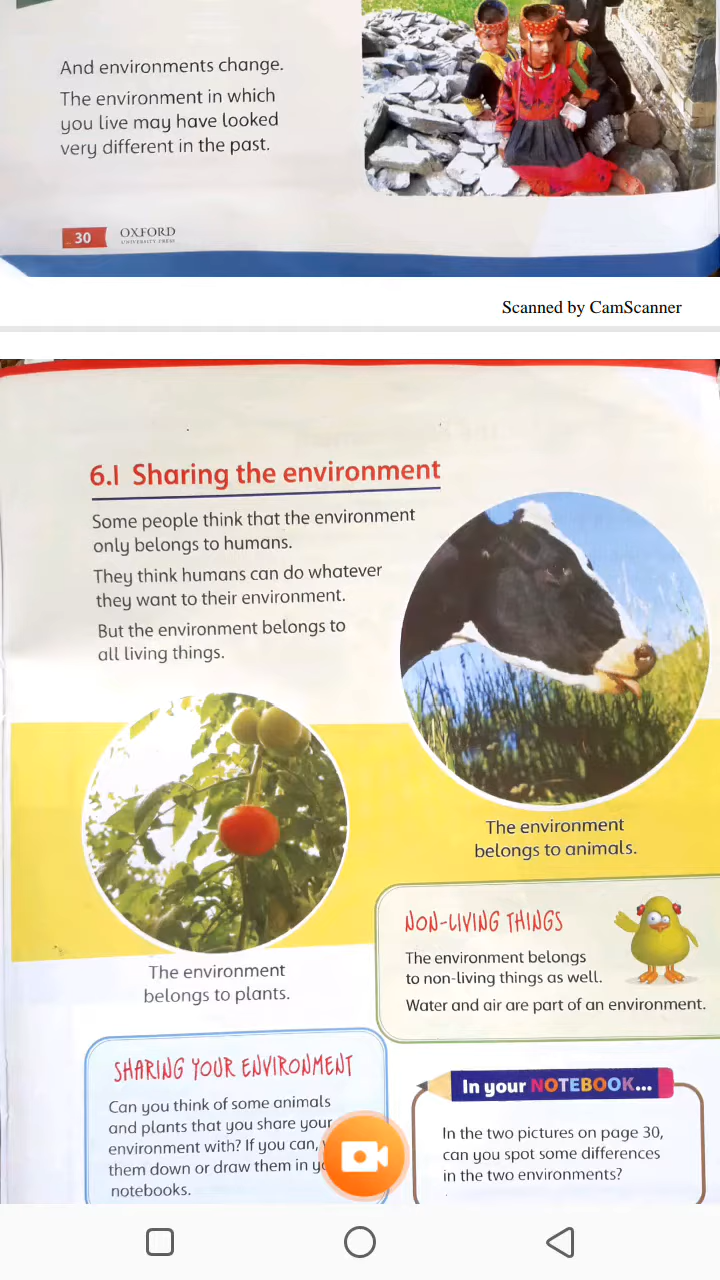 And environments change.
The environment in which
you live may have looked
very different in the past.
30
OXFORD
UNIVERSITY PRESS
Scanned by CamScanner
6.1 Sharing the environment
Some people think that the environment
only belongs to humans.
They think humans can do whatever
they want to their environment.
But the environment belongs to
all living things.
The environment
belongs to animals.
The environment
belongs to plants.
NON-LIVING THINGS
The environment belongs
to non-living things as well.
Water and air are part of an environment.
SHARING YOUR ENVIRONMENT
Can you think of some animals
and plants that you share your
environment with? If you can,
them down or draw them in
notebooks.
In your NOTEBOOK...
In the two pictures on page 30,
can you spot some differences
in the two environments?